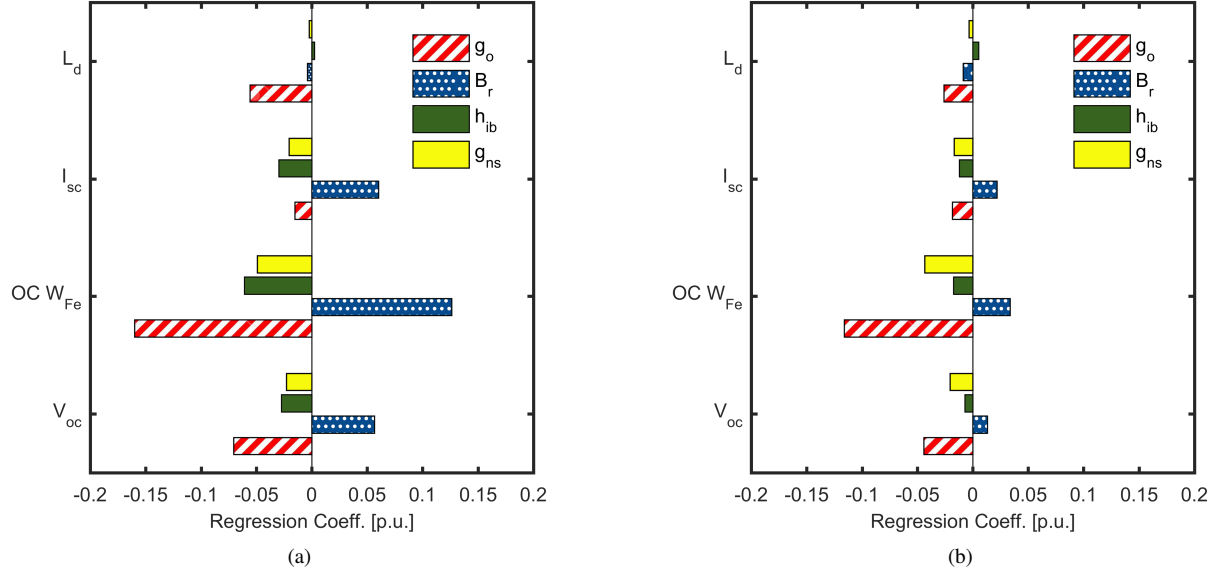 L_d
I_sc
OC W_Fe
V_oc
g_o
B_r
h_ib
g_ns
-0.2 -0.15 -0.1 -0.05 0 0.05 0.1 0.15 0.2
Regression Coeff. [p.u.]
(a)
L_d
I_sc
OC W_Fe
V_oc
g_o
B_r
h_ib
g_ns
-0.2 -0.15 -0.1 -0.05 0 0.05 0.1 0.15 0.2
Regression Coeff. [p.u.]
(b)